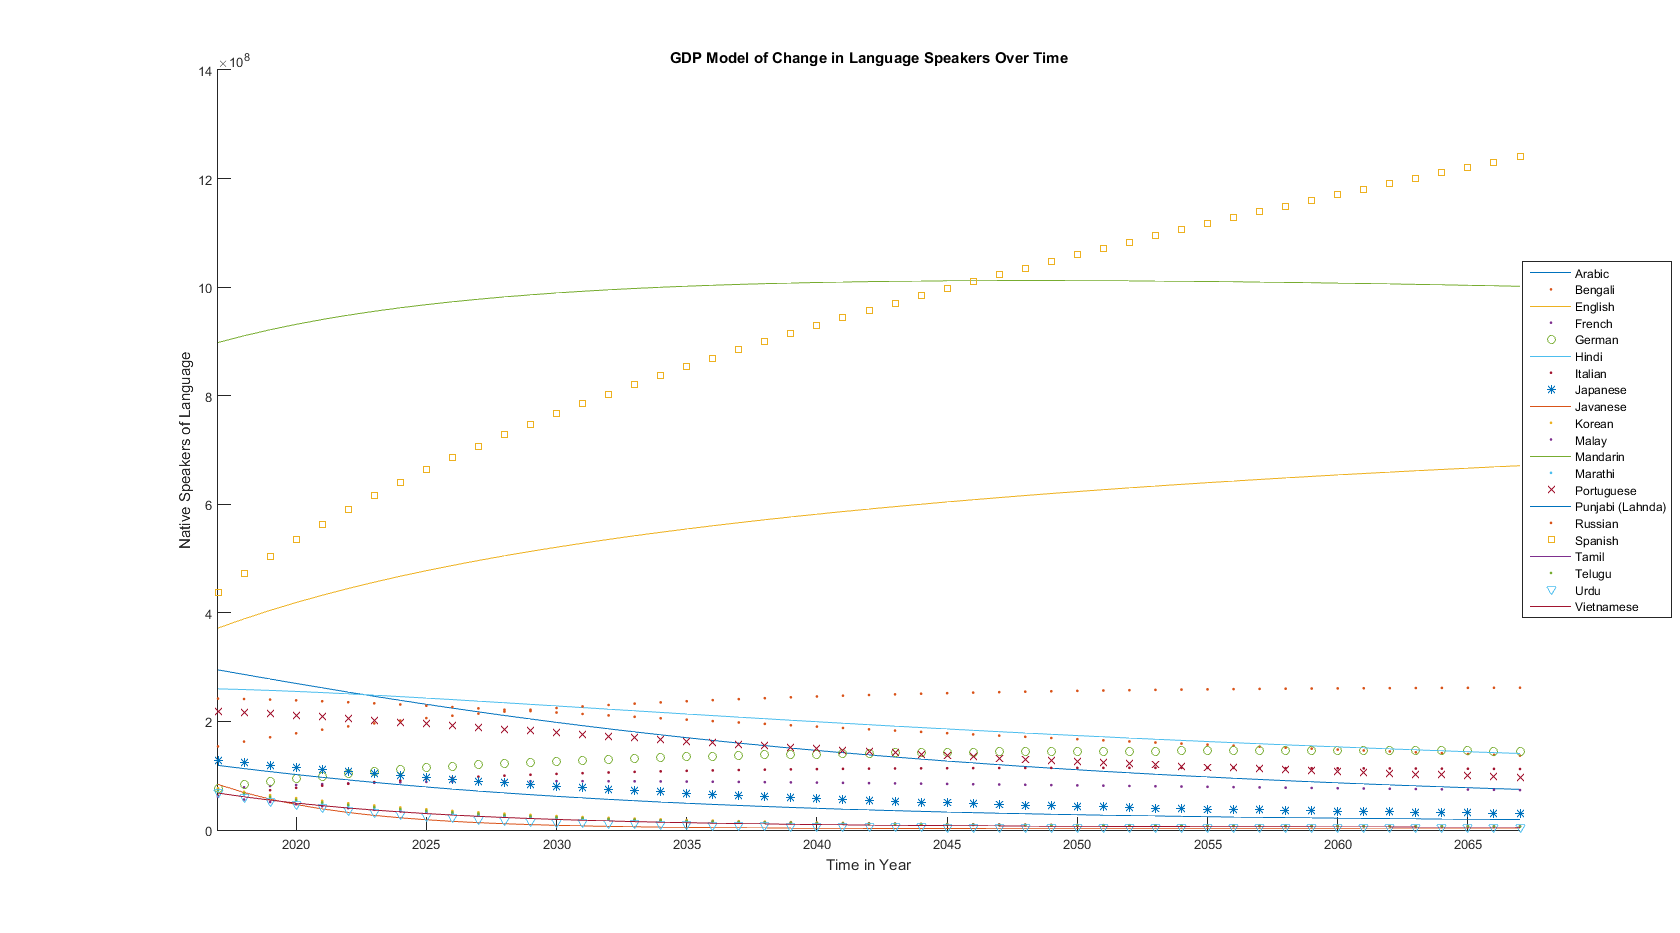 GDP Model of Change in Language Speakers Over Time
×10^8
14
12
10
8
6
4
2
0
Native Speakers of Language
2020 2025 2030 2035 2040 2045 2050 2055 2060 2065
Time in Year
Arabic
Bengali
English
French
German
Hindi
Italian
Japanese
Javanese
Korean
Malay
Mandarin
Marathi
Portuguese
Punjabi (Lahnda)
Russian
Spanish
Tamil
Telugu
Urdu
Vietnamese